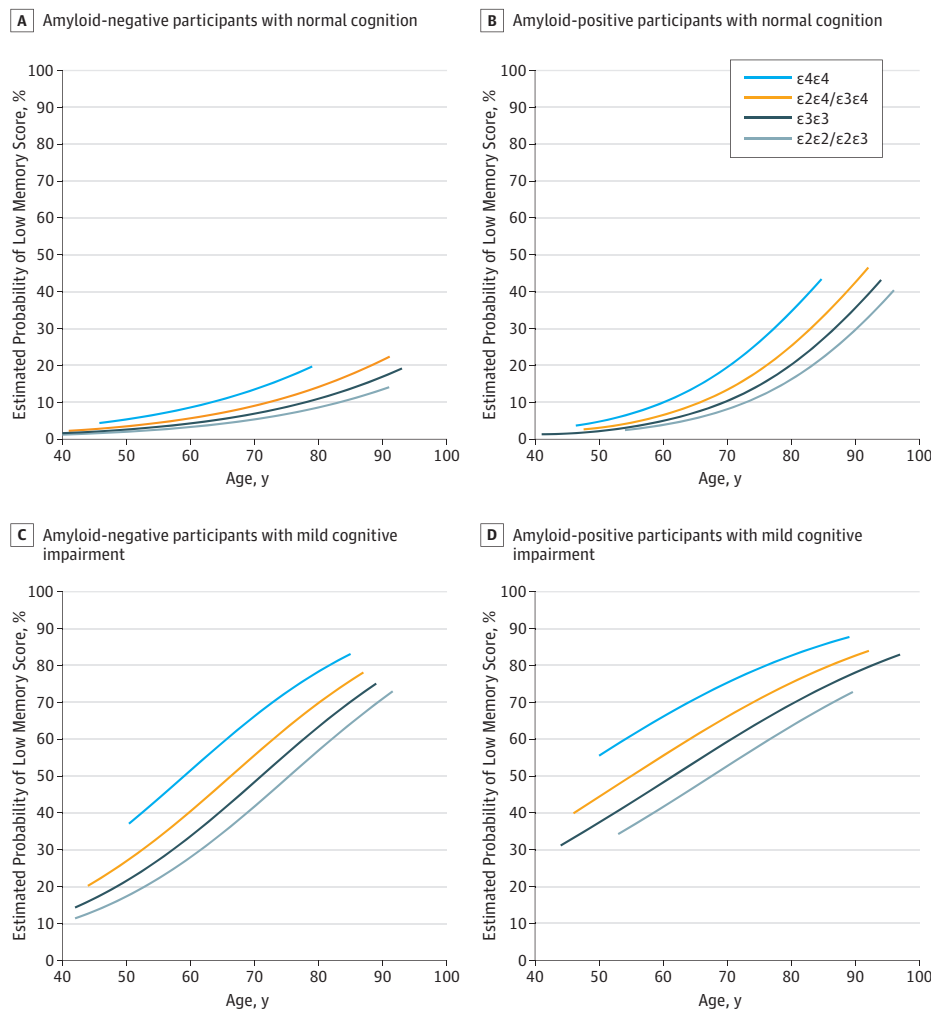 A Amyloid-negative participants with normal cognition
Estimated Probability of Low Memory Score, %
100
90
80
70
60
50
40
30
20
10
0
40 50 60 70 80 90 100
Age, y
B Amyloid-positive participants with normal cognition
ε4ε4
ε2ε4/ε3ε4
ε3ε3
ε2ε2/ε2ε3
Estimated Probability of Low Memory Score, %
100
90
80
70
60
50
40
30
20
10
0
40 50 60 70 80 90 100
Age, y
C Amyloid-negative participants with mild cognitive
impairment
Estimated Probability of Low Memory Score, %
100
90
80
70
60
50
40
30
20
10
0
40 50 60 70 80 90 100
Age, y
D Amyloid-positive participants with mild cognitive
impairment
Estimated Probability of Low Memory Score, %
100
90
80
70
60
50
40
30
20
10
0
40 50 60 70 80 90 100
Age, y